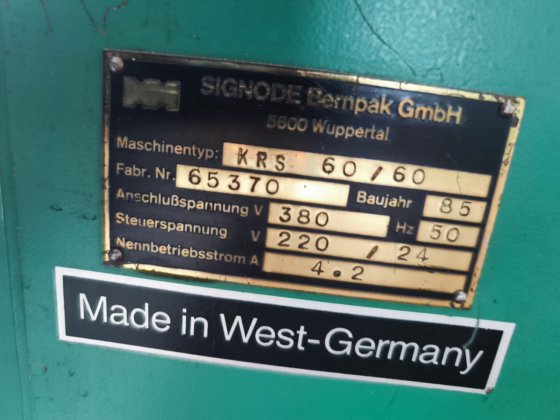 SIGNODE Bernpak GmbH
5600 Wuppertal
Maschinentyp: KRS 60/60
Fabr. Nr. 65370 Baujahr 85
Anschlußspannung V 380 Hz 50
Steuerspannung V 220 / 24
Nennbetriebsstrom A 4.2
Made in West-Germany